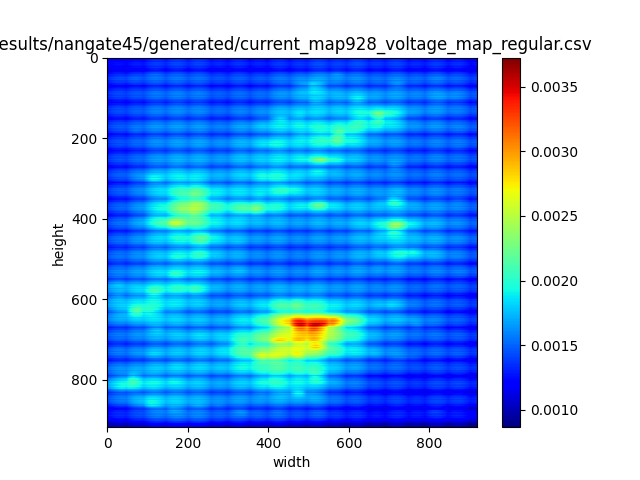 esults/nangate45/generated/current_map928_voltage_map_regular.csv
0
200
400
600
800
height
0 200 400 600 800
width
0.0035
0.0030
0.0025
0.0020
0.0015
0.0010